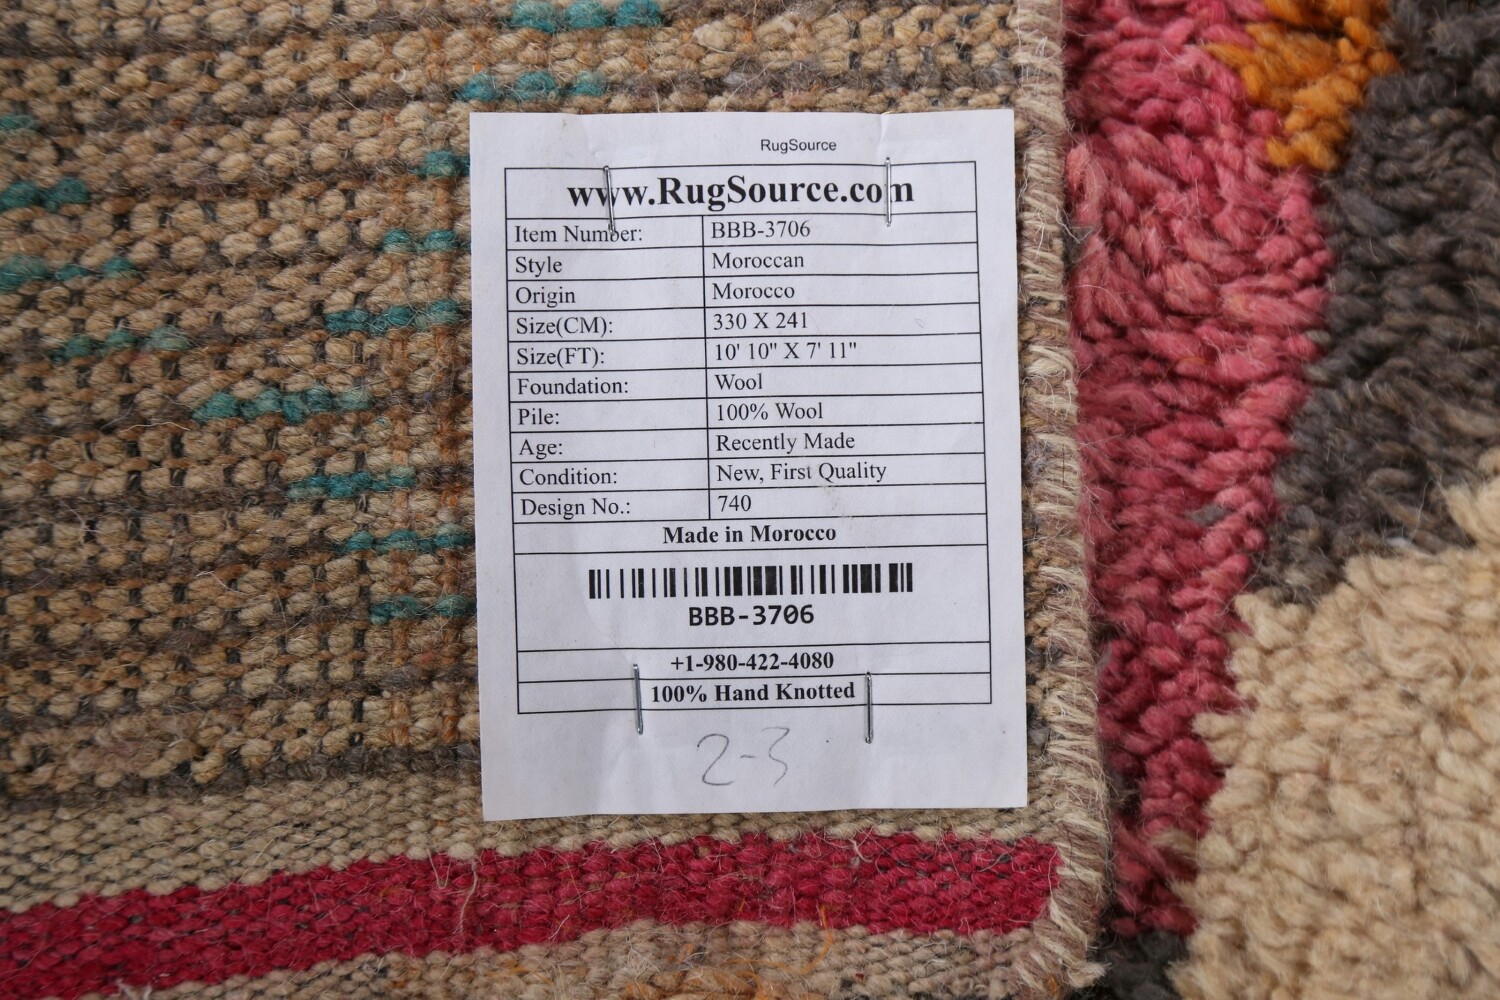 RugSource
www.RugSource.com
Item Number: BBB-3706
Style Moroccan
Origin Morocco
Size(CM): 330 X 241
Size(FT): 10' 10" X 7' 11"
Foundation: Wool
Pile: 100% Wool
Age: Recently Made
Condition: New, First Quality
Design No.: 740
Made in Morocco
BBB-3706
+1-980-422-4080
100% Hand Knotted
2-3